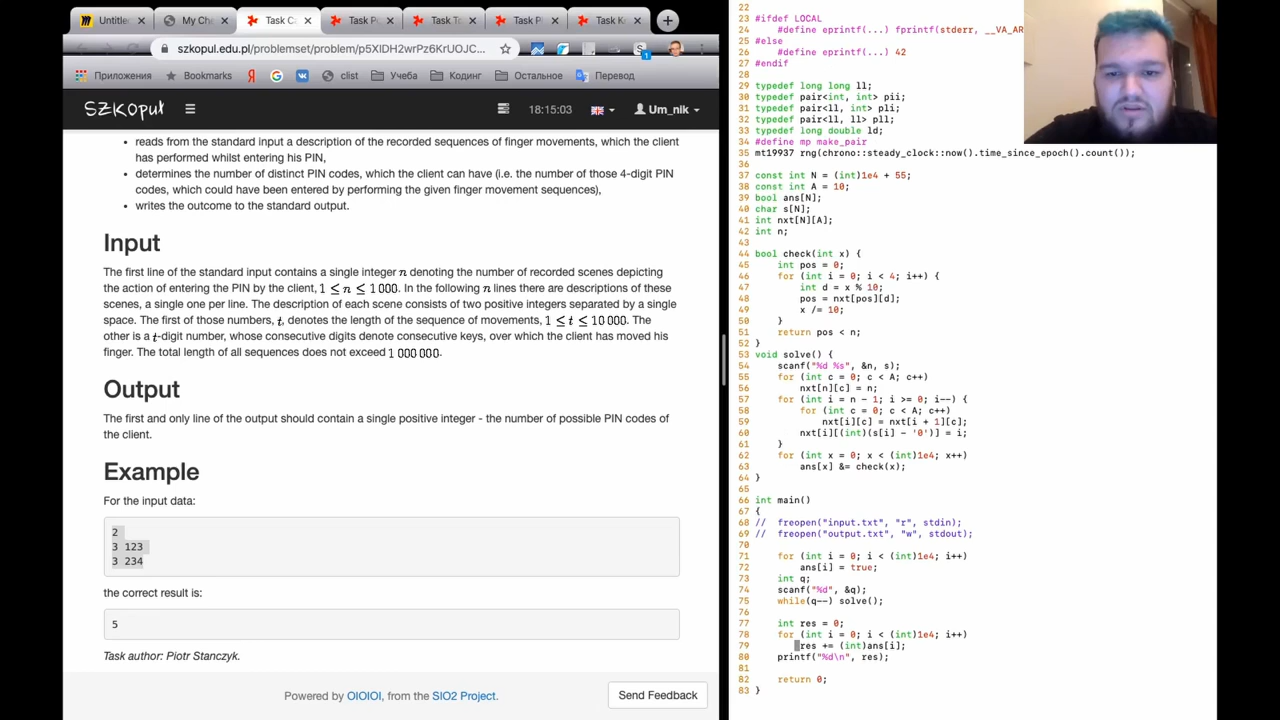 Untitle
My Ch
Task C
Task P
Task T
Task P
Task K
szkopul.edu.pl/problemset/problem/p5XlDH2wrPz6KrUOJC...
Приложения
Bookmarks
clist
Учеба
Кодинг
Остальное
Перевод
SZKOpuł
18:15:03
Um_nik
reads from the standard input a description of the recorded sequences of finger movements, which the client
has performed whilst entering his PIN,
determines the number of distinct PIN codes, which the client can have (i.e. the number of those 4-digit PIN
codes, which could have been entered by performing the given finger movement sequences),
writes the outcome to the standard output.
Input
The first line of the standard input contains a single integer n denoting the number of recorded scenes depicting
the action of entering the PIN by the client, 1 ≤ n ≤ 1 000. In the following n lines there are descriptions of these
scenes, a single one per line. The description of each scene consists of two positive integers separated by a single
space. The first of those numbers, t, denotes the length of the sequence of movements, 1 ≤ t ≤ 10 000. The
other is a t-digit number, whose consecutive digits denote consecutive keys, over which the client has moved his
finger. The total length of all sequences does not exceed 1 000 000.
Output
The first and only line of the output should contain a single positive integer - the number of possible PIN codes of
the client.
Example
For the input data:
2
3 123
3 234
the correct result is:
5
Task author: Piotr Stanczyk.
Powered by OIOIOI, from the SIO2 Project.
Send Feedback
22
23 #ifdef LOCAL
24 #define eprintf(...) fprintf(stderr, __VA_AR
25 #else
26 #define eprintf(...) 42
27 #endif
28
29 typedef long long ll;
30 typedef pair<int, int> pii;
31 typedef pair<ll, int> pli;
32 typedef pair<ll, ll> pll;
33 typedef long double ld;
34 #define mp make_pair
35 mt19937 rng(chrono::steady_clock::now().time_since_epoch().count());
36
37 const int N = (int)1e4 + 55;
38 const int A = 10;
39 bool ans[N];
40 char s[N];
41 int nxt[N][A];
42 int n;
43
44 bool check(int x) {
45 int pos = 0;
46 for (int i = 0; i < 4; i++) {
47 int d = x % 10;
48 pos = nxt[pos][d];
49 x /= 10;
50 }
51 return pos < n;
52 }
53 void solve() {
54 scanf("%d %s", &n, s);
55 for (int c = 0; c < A; c++)
56 nxt[n][c] = n;
57 for (int i = n - 1; i >= 0; i--) {
58 for (int c = 0; c < A; c++)
59 nxt[i][c] = nxt[i + 1][c];
60 nxt[i][(int)(s[i] - '0')] = i;
61 }
62 for (int x = 0; x < (int)1e4; x++)
63 ans[x] &= check(x);
64 }
65
66 int main()
67 {
68 // freopen("input.txt", "r", stdin);
69 // freopen("output.txt", "w", stdout);
70
71 for (int i = 0; i < (int)1e4; i++)
72 ans[i] = true;
73 int q;
74 scanf("%d", &q);
75 while(q--) solve();
76
77 int res = 0;
78 for (int i = 0; i < (int)1e4; i++)
79 res += (int)ans[i];
80 printf("%d\n", res);
81
82 return 0;
83 }